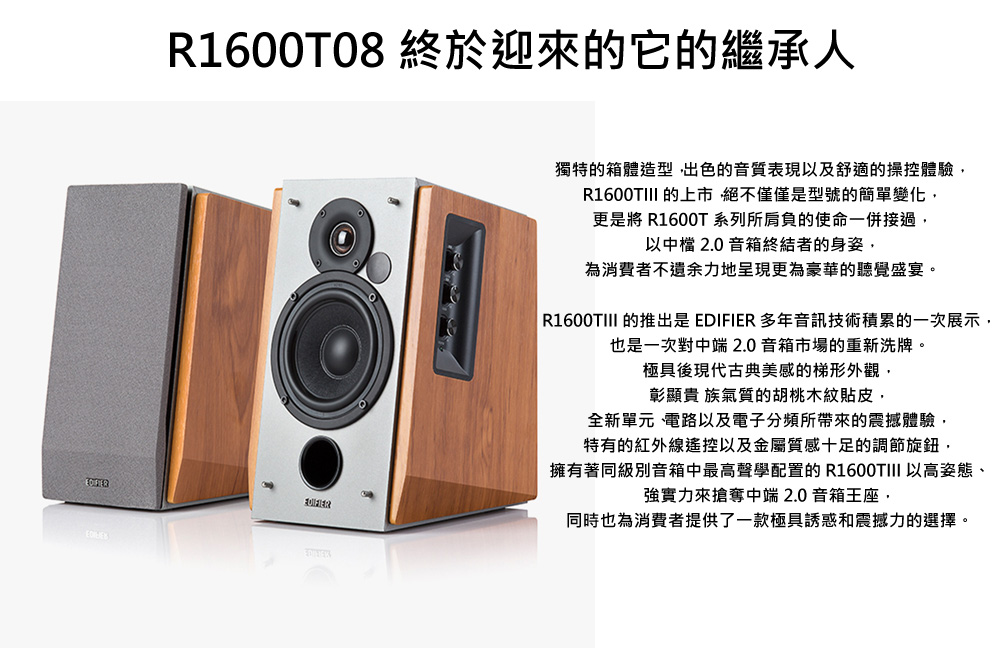 R1600T08 終於迎來的它的繼承人
獨特的箱體造型，出色的音質表現以及舒適的操控體驗，
R1600TIII 的上市，絕不僅僅是型號的簡單變化，
更是將 R1600T 系列所肩負的使命一併接過，
以中檔 2.0 音箱終結者的身姿，
為消費者不遺余力地呈現更為豪華的聽覺盛宴。
R1600TIII 的推出是 EDIFIER 多年音訊技術積累的一次展示，
也是一次對中端 2.0 音箱市場的重新洗牌。
極具後現代古典美感的梯形外觀，
彰顯貴 族氣質的胡桃木紋貼皮，
全新單元、電路以及電子分頻所帶來的震撼體驗，
特有的紅外線遙控以及金屬質感十足的調節旋鈕，
擁有著同級別音箱中最高聲學配置的 R1600TIII 以高姿態、
強實力來搶奪中端 2.0 音箱王座，
同時也為消費者提供了一款極具誘惑和震撼力的選擇。
EDIFIER
EDIFIER